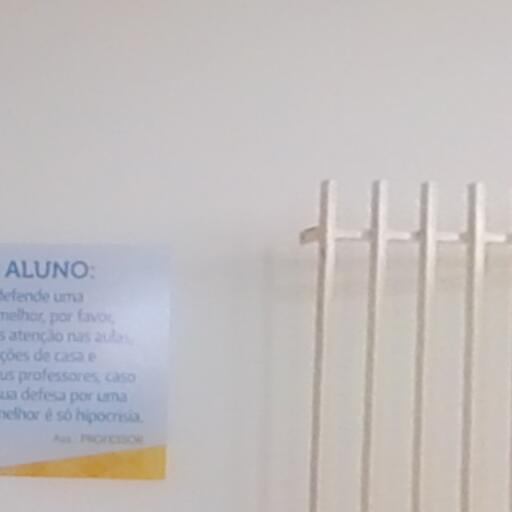 ALUNO:
defende uma
melhor, por favor,
s atenção nas aulas,
ções de casa e
us professores, caso
ua defesa por uma
melhor é só hipocrisia.
Ass.: PROFESSOR